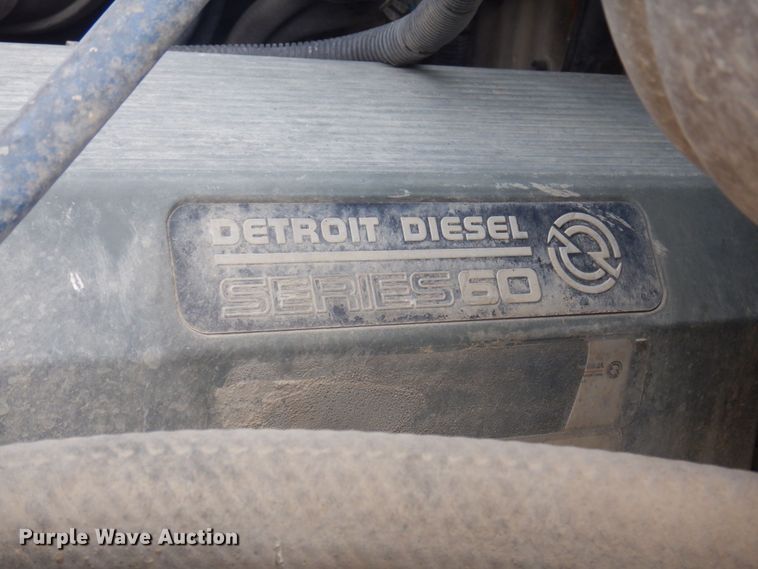 DETROIT DIESEL
SERIES 60
Purple Wave Auction